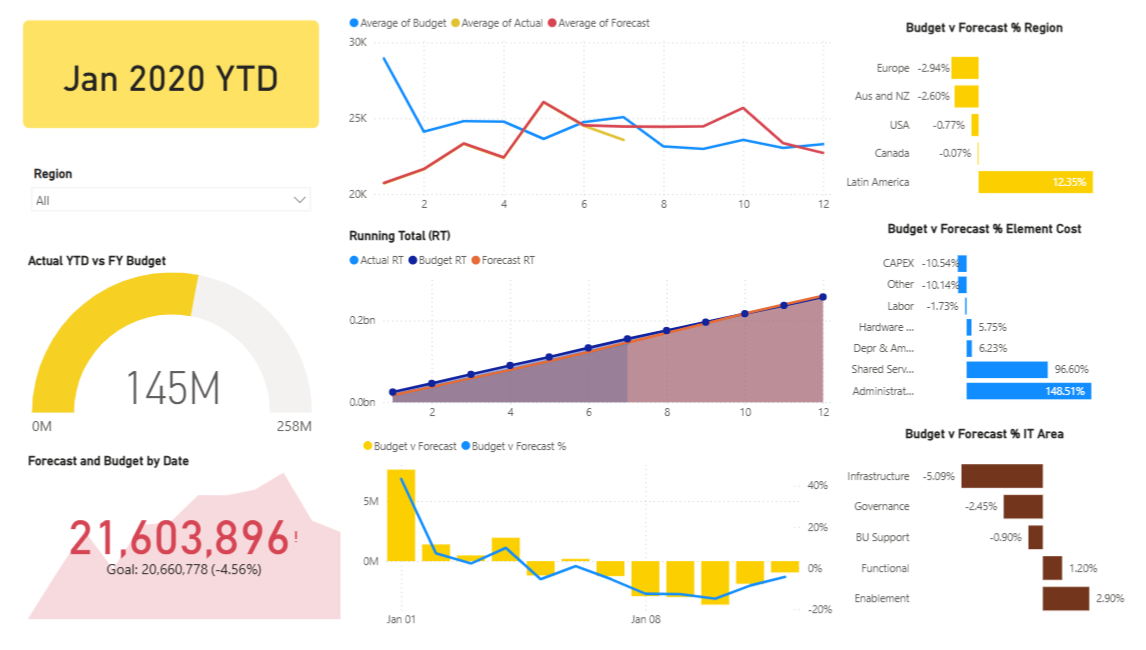 Jan 2020 YTD
Region
All
Actual YTD vs FY Budget
145M
0M
258M
Forecast and Budget by Date
21,603,896!
Goal: 20,660,778 (-4.56%)
Average of Budget Average of Actual Average of Forecast
30K
25K
20K
2 4 6 8 10 12
Running Total (RT)
Actual RT Budget RT Forecast RT
0.2bn
0.0bn
2 4 6 8 10 12
Budget v Forecast Budget v Forecast %
5M
0M
40%
20%
0%
-20%
Jan 01 Jan 08
Budget v Forecast % Region
Europe -2.94%
Aus and NZ -2.60%
USA -0.77%
Canada -0.07%
Latin America 12.35%
Budget v Forecast % Element Cost
CAPEX -10.54%
Other -10.14%
Labor -1.73%
Hardware ... 5.75%
Depr & Am... 6.23%
Shared Serv... 96.60%
Administrat... 148.51%
Budget v Forecast % IT Area
Infrastructure -5.09%
Governance -2.45%
BU Support -0.90%
Functional 1.20%
Enablement 2.90%